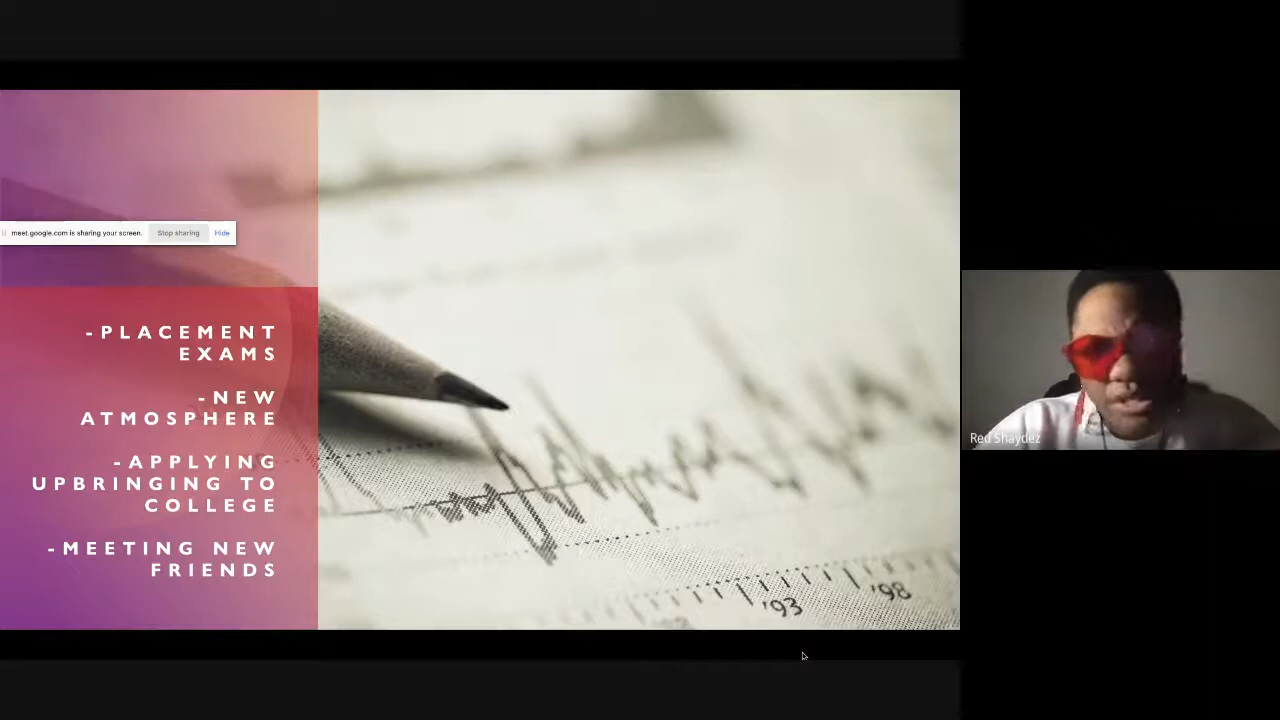 meet.google.com is sharing your screen. Stop sharing Hide
-PLACEMENT
EXAMS
-NEW
ATMOSPHERE
-APPLYING
UPBRINGING TO
COLLEGE
-MEETING NEW
FRIENDS
'93
'98
Red Shaydez